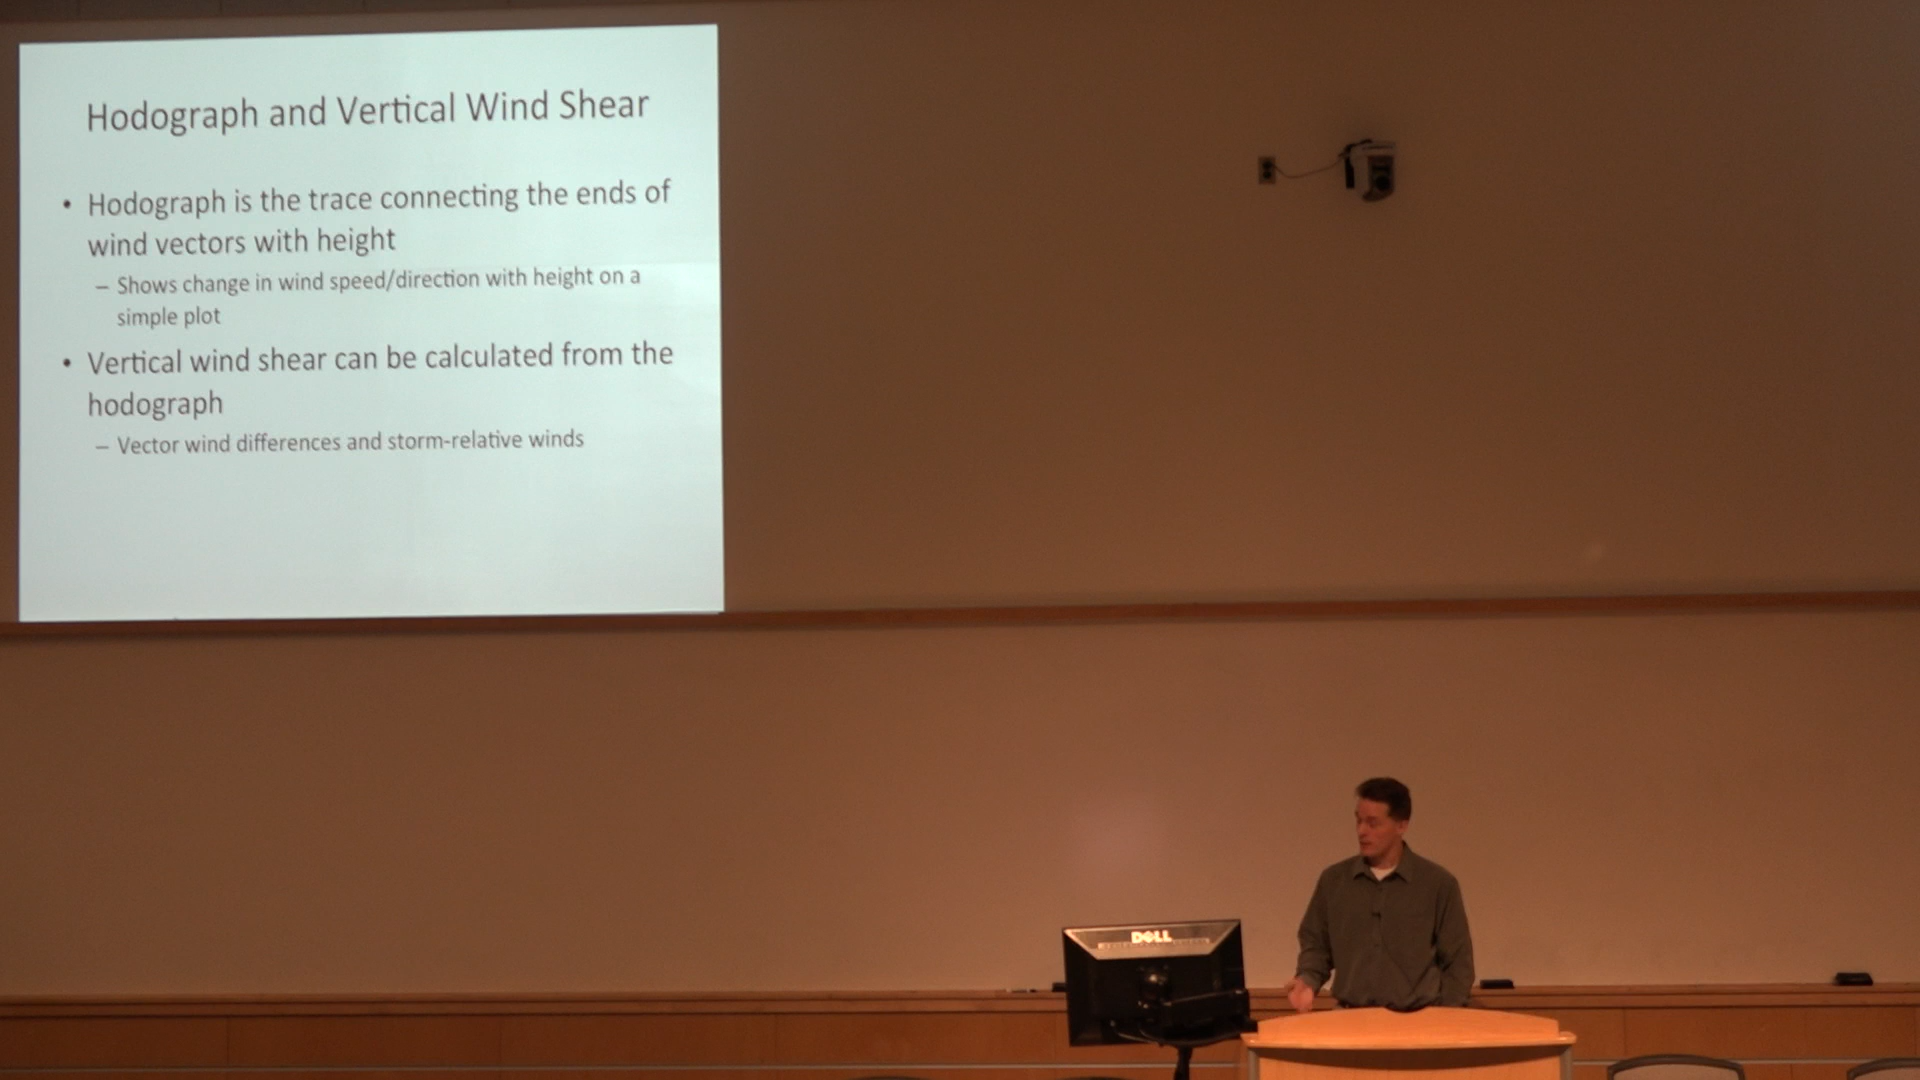 Hodograph and Vertical Wind Shear
• Hodograph is the trace connecting the ends of
wind vectors with height
– Shows change in wind speed/direction with height on a
simple plot
• Vertical wind shear can be calculated from the
hodograph
– Vector wind differences and storm-relative winds
DELL